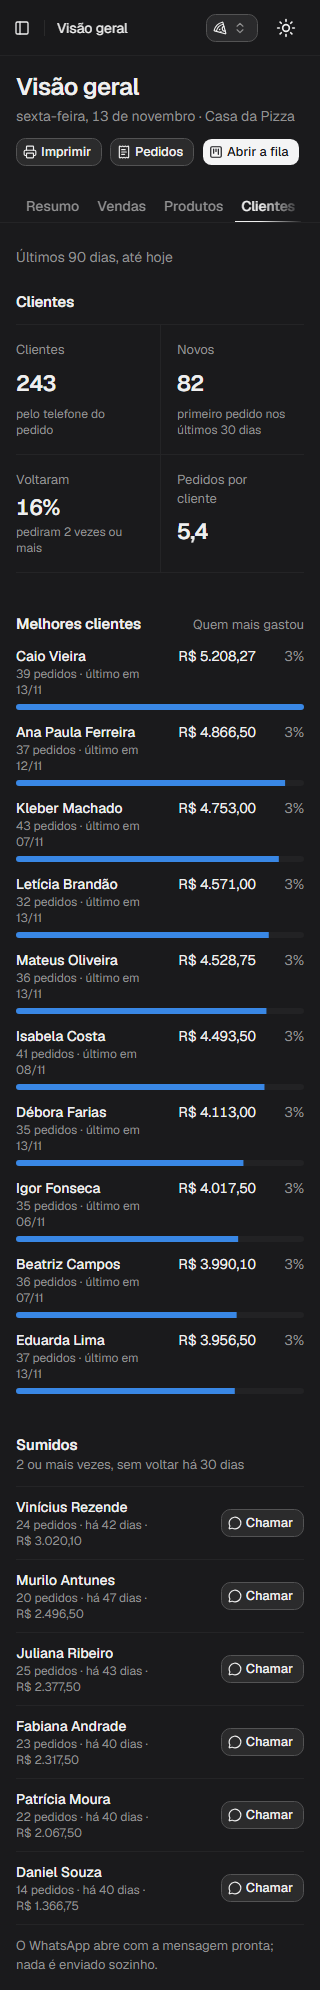 Visão geral
Visão geral
sexta-feira, 13 de novembro · Casa da Pizza
Imprimir
Pedidos
Abrir a fila
Resumo
Vendas
Produtos
Clientes
Últimos 90 dias, até hoje
Clientes
Clientes
243
pelo telefone do
pedido
Novos
82
primeiro pedido nos
últimos 30 dias
Voltaram
16%
pediram 2 vezes ou
mais
Pedidos por
cliente
5,4
Melhores clientes
Quem mais gastou
Caio Vieira
R$ 5.208,27
3%
39 pedidos · último em
13/11
Ana Paula Ferreira
R$ 4.866,50
3%
37 pedidos · último em
12/11
Kleber Machado
R$ 4.753,00
3%
43 pedidos · último em
07/11
Letícia Brandão
R$ 4.571,00
3%
32 pedidos · último em
13/11
Mateus Oliveira
R$ 4.528,75
3%
36 pedidos · último em
13/11
Isabela Costa
R$ 4.493,50
3%
41 pedidos · último em
08/11
Débora Farias
R$ 4.113,00
3%
35 pedidos · último em
13/11
Igor Fonseca
R$ 4.017,50
3%
35 pedidos · último em
06/11
Beatriz Campos
R$ 3.990,10
3%
36 pedidos · último em
07/11
Eduarda Lima
R$ 3.956,50
3%
37 pedidos · último em
13/11
Sumidos
2 ou mais vezes, sem voltar há 30 dias
Vinícius Rezende
24 pedidos · há 42 dias ·
R$ 3.020,10
Chamar
Murilo Antunes
20 pedidos · há 47 dias ·
R$ 2.496,50
Chamar
Juliana Ribeiro
25 pedidos · há 43 dias ·
R$ 2.377,50
Chamar
Fabiana Andrade
23 pedidos · há 40 dias ·
R$ 2.317,50
Chamar
Patrícia Moura
22 pedidos · há 40 dias ·
R$ 2.067,50
Chamar
Daniel Souza
14 pedidos · há 40 dias ·
R$ 1.366,75
Chamar
O WhatsApp abre com a mensagem pronta;
nada é enviado sozinho.